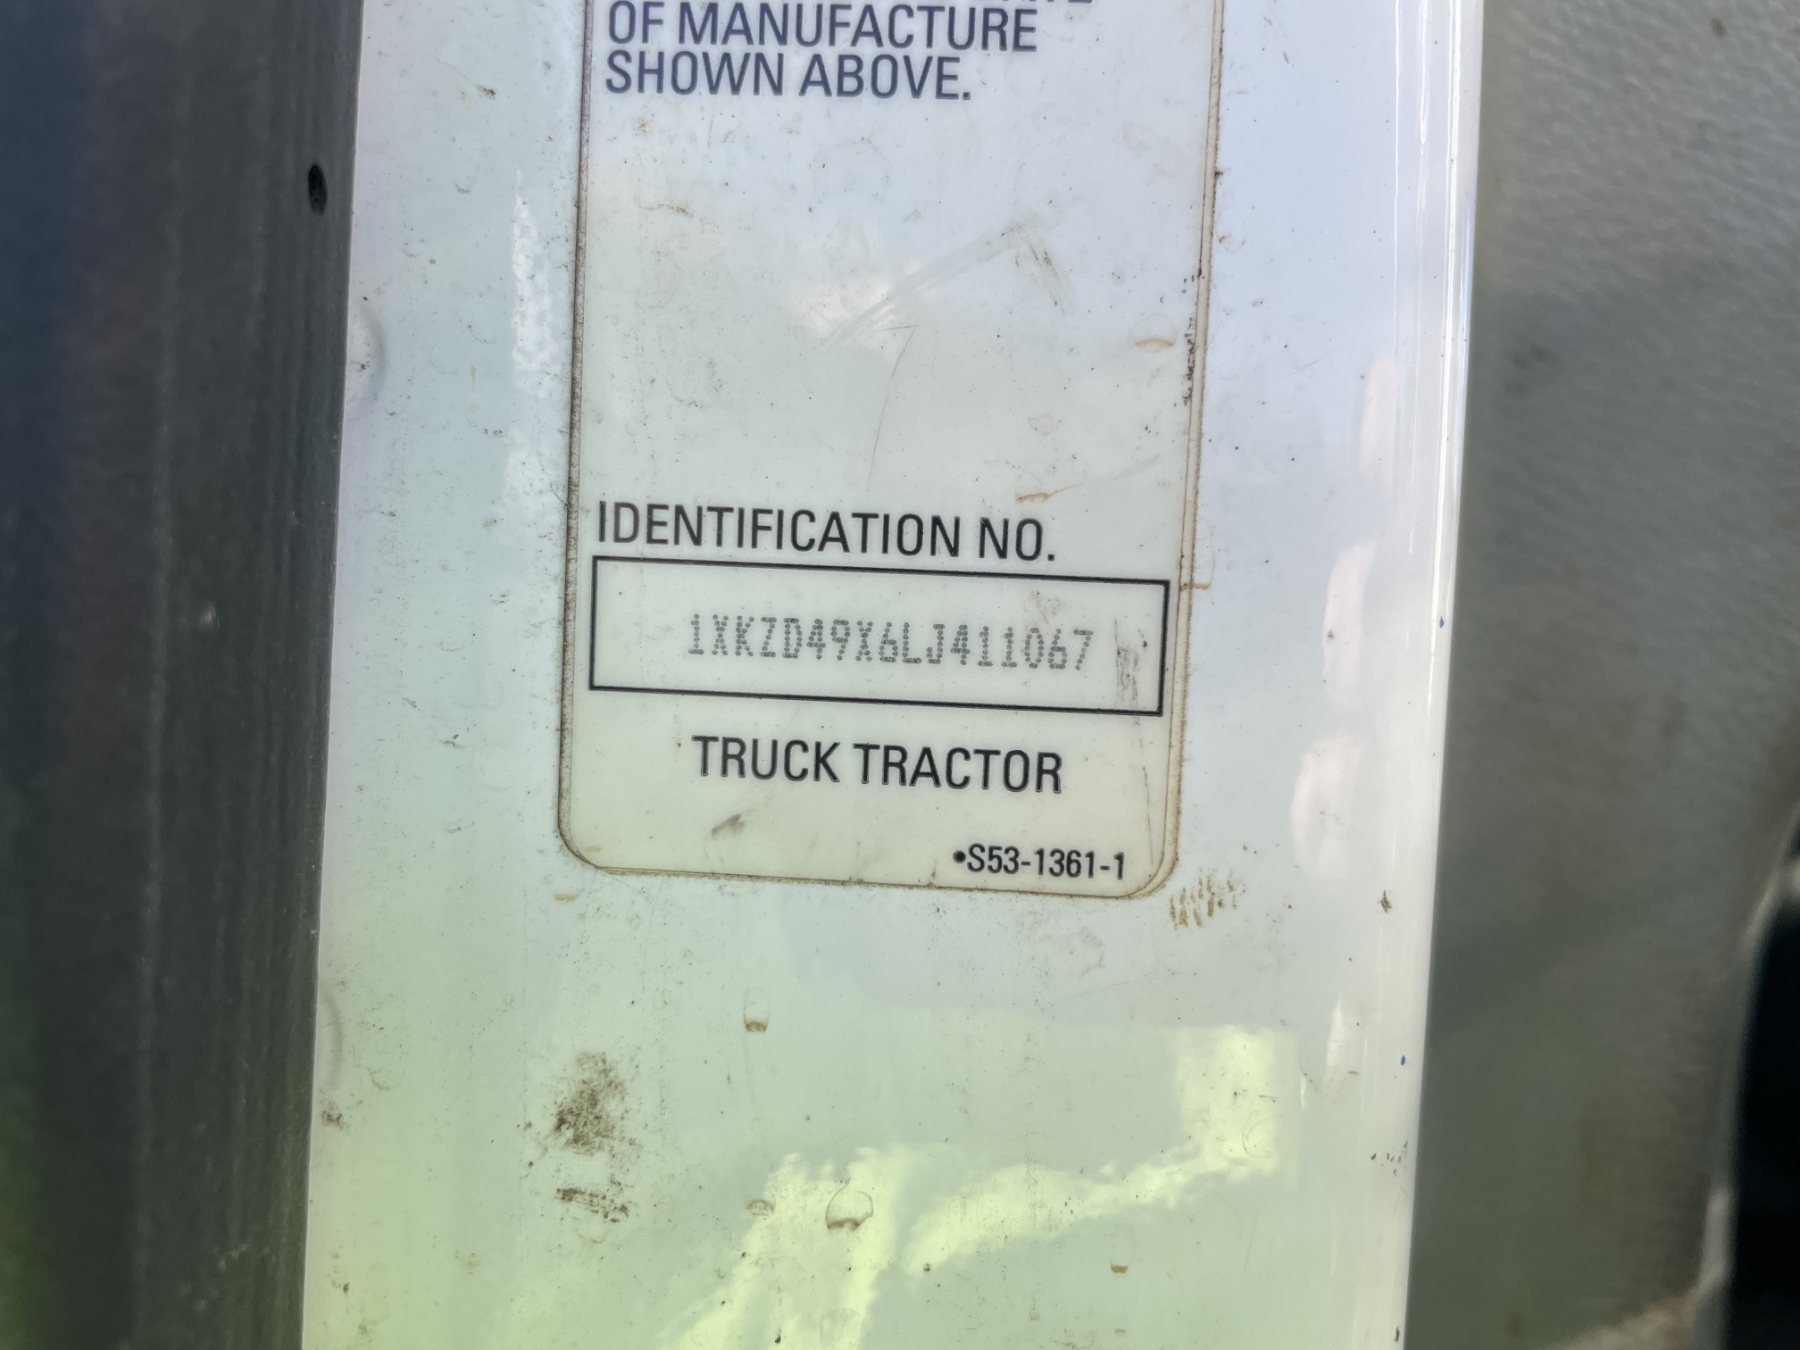 OF MANUFACTURE
SHOWN ABOVE.
IDENTIFICATION NO.
1XKZD49X6LJ411067
TRUCK TRACTOR
•S53-1361-1